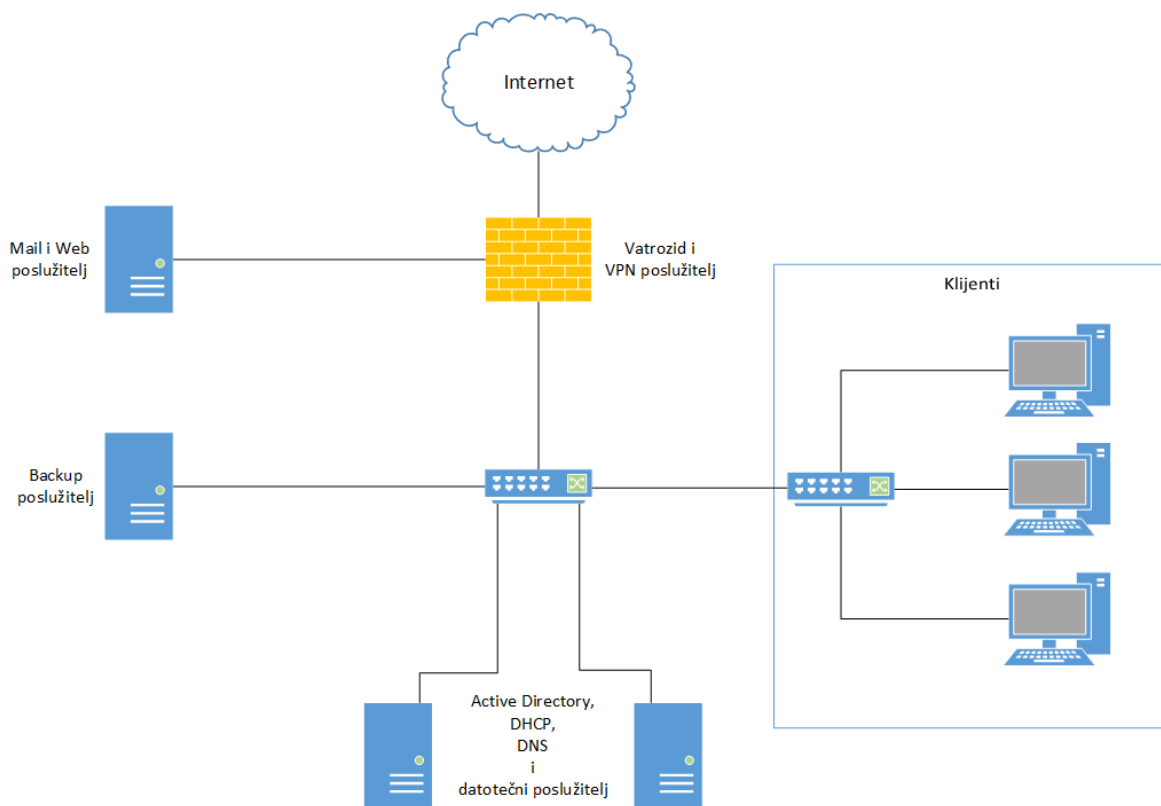 Internet
Mail i Web
poslužitelj
Vatrozid i
VPN poslužitelj
Klijenti
Backup
poslužitelj
Active Directory,
DHCP,
DNS
i
datotečni poslužitelj